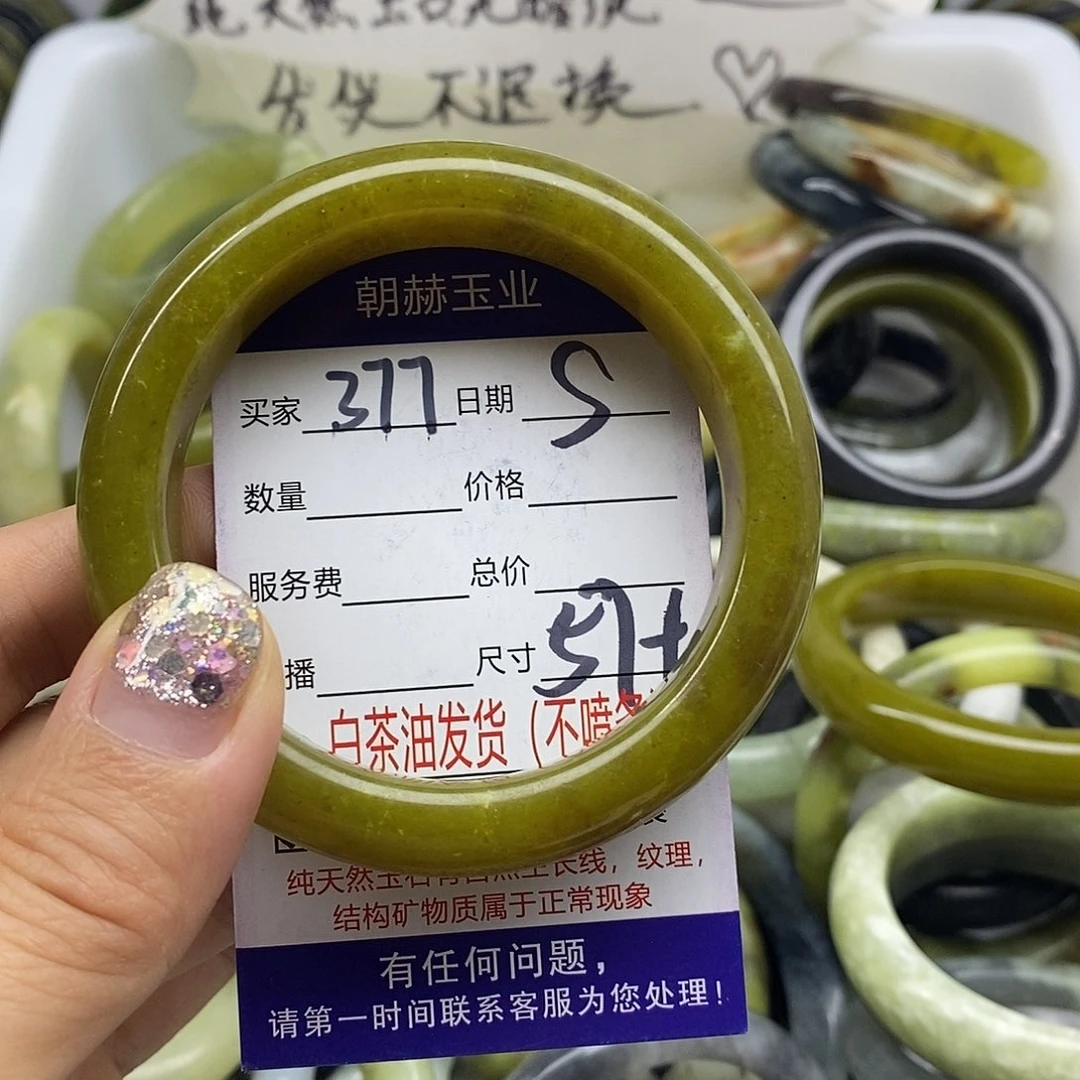 发货不退换
朝赫玉业
买家 377 日期 S
数量 价格
服务费 总价
播 尺寸 57+
白茶油发货（不喷
纯天然玉石有自然生长线，纹理，
结构矿物质属于正常现象
有任何问题，
请第一时间联系客服为您处理！